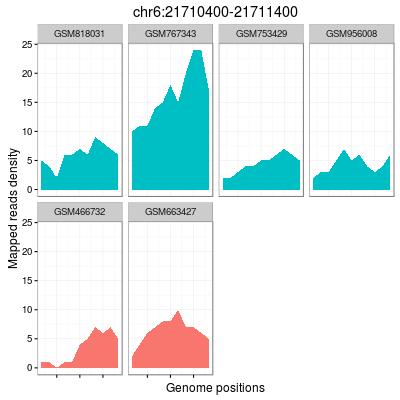 chr6:21710400-21711400
GSM818031 GSM767343 GSM753429 GSM956008
25
20
15
10
5
0
Mapped reads density
GSM466732 GSM663427
25
20
15
10
5
0
Genome positions